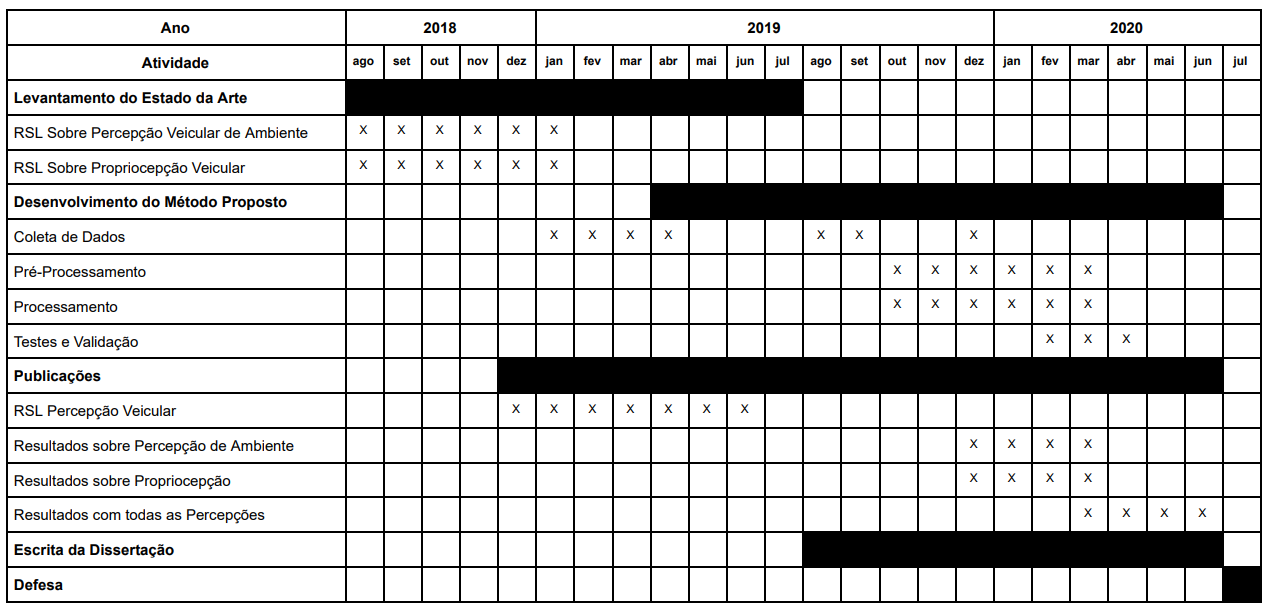 Ano 2018 2019 2020
Atividade ago set out nov dez jan fev mar abr mai jun jul ago set out nov dez jan fev mar abr mai jun jul
Levantamento do Estado da Arte
RSL Sobre Percepção Veicular de Ambiente X X X X X X
RSL Sobre Propriocepção Veicular X X X X X X
Desenvolvimento do Método Proposto
Coleta de Dados X X X X X X X
Pré-Processamento X X X X X X
Processamento X X X X X X
Testes e Validação X X X
Publicações
RSL Percepção Veicular X X X X X X X
Resultados sobre Percepção de Ambiente X X X X
Resultados sobre Propriocepção X X X X
Resultados com todas as Percepções X X X X
Escrita da Dissertação
Defesa